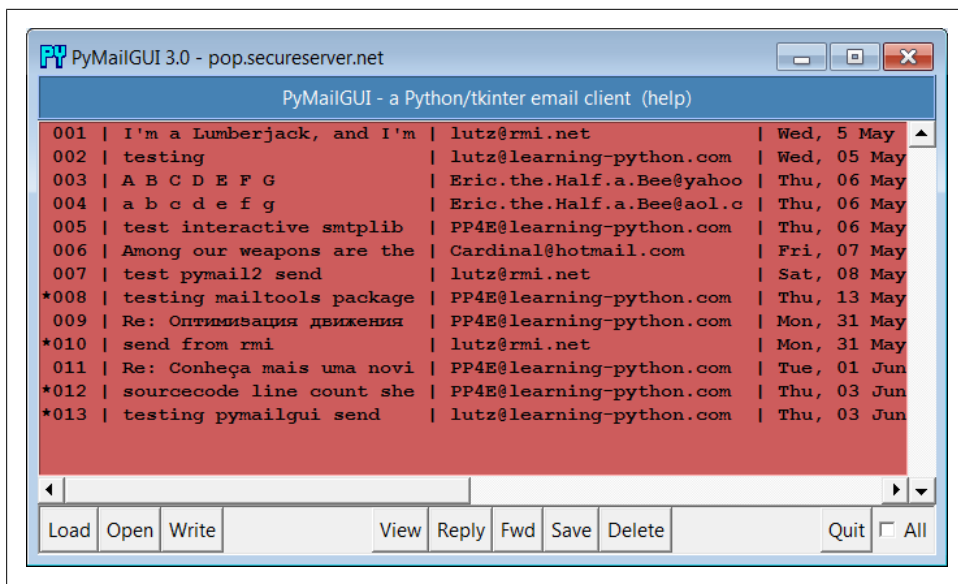 PY PyMailGUI 3.0 - pop.secureserver.net
PyMailGUI - a Python/tkinter email client (help)
001 | I'm a Lumberjack, and I'm | lutz@rmi.net | Wed, 5 May
002 | testing | lutz@learning-python.com | Wed, 05 May
003 | A B C D E F G | Eric.the.Half.a.Bee@yahoo | Thu, 06 May
004 | a b c d e f g | Eric.the.Half.a.Bee@aol.c | Thu, 06 May
005 | test interactive smtplib | PP4E@learning-python.com | Thu, 06 May
006 | Among our weapons are the | Cardinal@hotmail.com | Fri, 07 May
007 | test pymail2 send | lutz@rmi.net | Sat, 08 May
*008 | testing mailtools package | PP4E@learning-python.com | Thu, 13 May
009 | Re: Оптимизация движения | PP4E@learning-python.com | Mon, 31 May
*010 | send from rmi | lutz@rmi.net | Mon, 31 May
011 | Re: Conheça mais uma novi | PP4E@learning-python.com | Tue, 01 Jun
*012 | sourcecode line count she | PP4E@learning-python.com | Thu, 03 Jun
*013 | testing pymailgui send | lutz@learning-python.com | Thu, 03 Jun
Load Open Write View Reply Fwd Save Delete Quit All